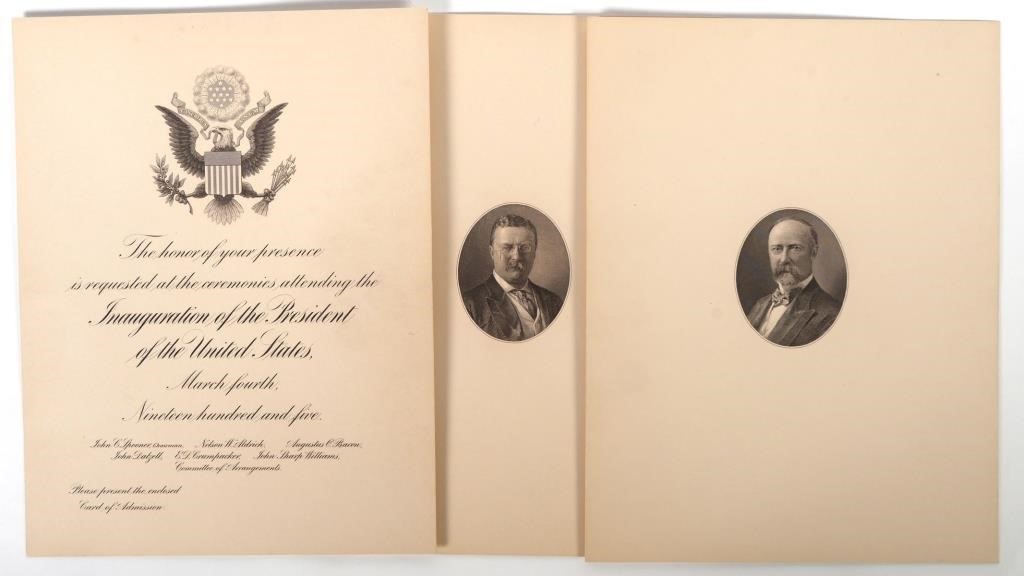 The honor of your presence
is requested at the ceremonies attending the
Inauguration of the President
of the United States,
March fourth,
Nineteen hundred and five.
John C. Spooner, Chairman, Nelson W. Aldrich, Augustus O. Bacon,
John Dalzell, E.D. Crumpacker, John Sharp Williams,
Committee of Arrangements.
Please present the enclosed
Card of Admission.